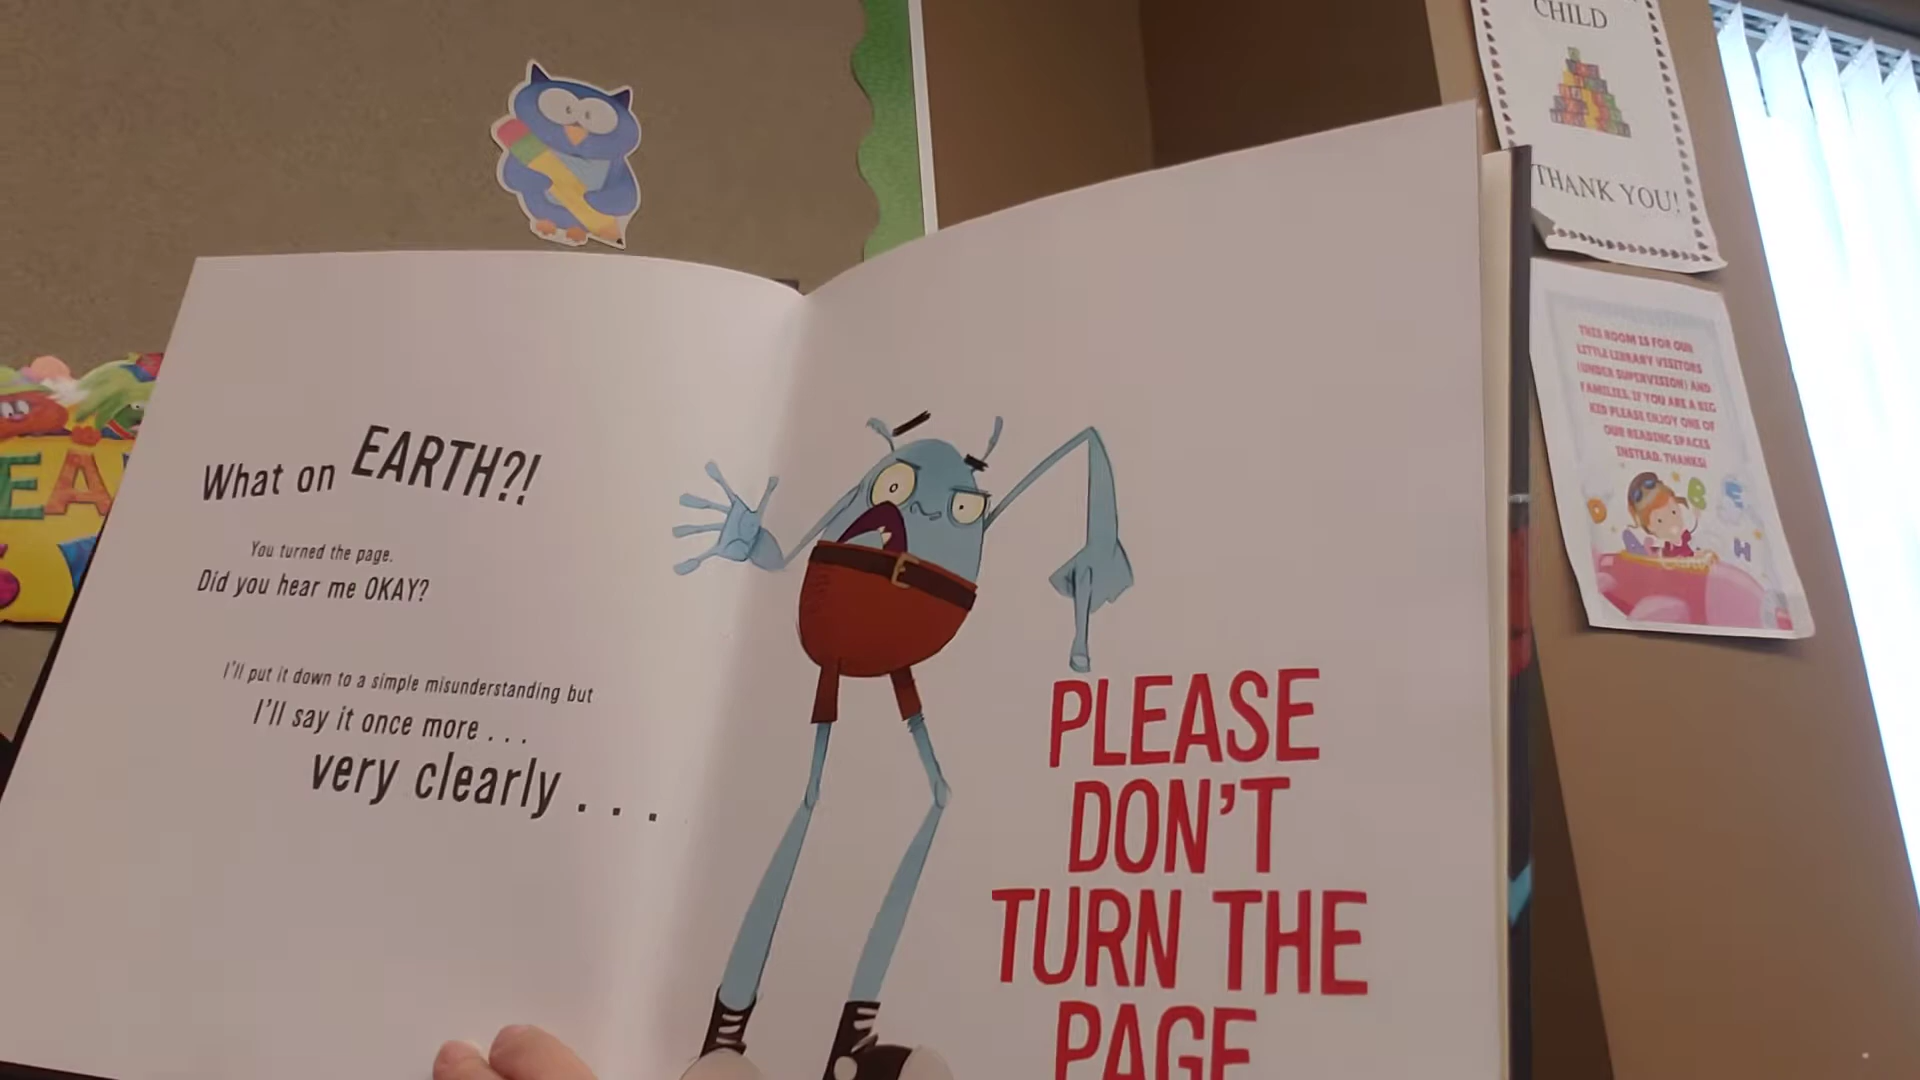 What on EARTH?!
You turned the page.
Did you hear me OKAY?
I'll put it down to a simple misunderstanding but
I'll say it once more . . .
very clearly . . .
PLEASE
DON'T
TURN THE
PAGE
CHILD
THANK YOU!
THIS ROOM IS FOR OUR
LITTLE LIBRARY VISITORS
(UNDER SUPERVISION) AND
FAMILIES. IF YOU ARE A BIG
KID PLEASE ENJOY ONE OF
OUR READING SPACES
INSTEAD. THANKS!
EA